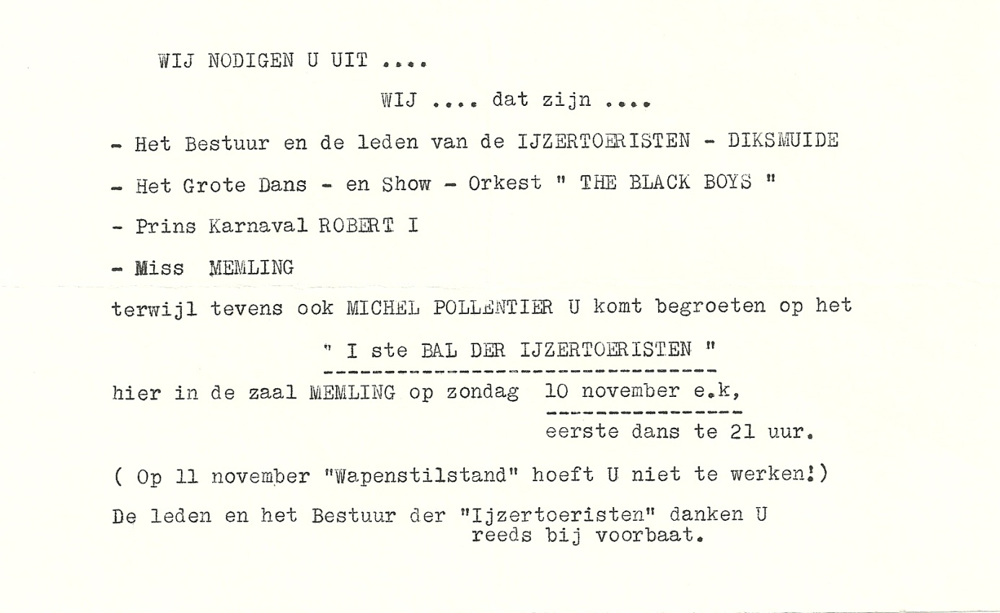 WIJ NODIGEN U UIT ....
WIJ .... dat zijn ....
- Het Bestuur en de leden van de IJZERTOERISTEN - DIKSMUIDE
- Het Grote Dans - en Show - Orkest " THE BLACK BOYS "
- Prins Karnaval ROBERT I
- Miss MEMLING
terwijl tevens ook MICHEL POLLENTIER U komt begroeten op het
" I ste BAL DER IJZERTOERISTEN "
hier in de zaal MEMLING op zondag 10 november e.k,
eerste dans te 21 uur.
( Op 11 november "Wapenstilstand" hoeft U niet te werken!)
De leden en het Bestuur der "Ijzertoeristen" danken U
reeds bij voorbaat.